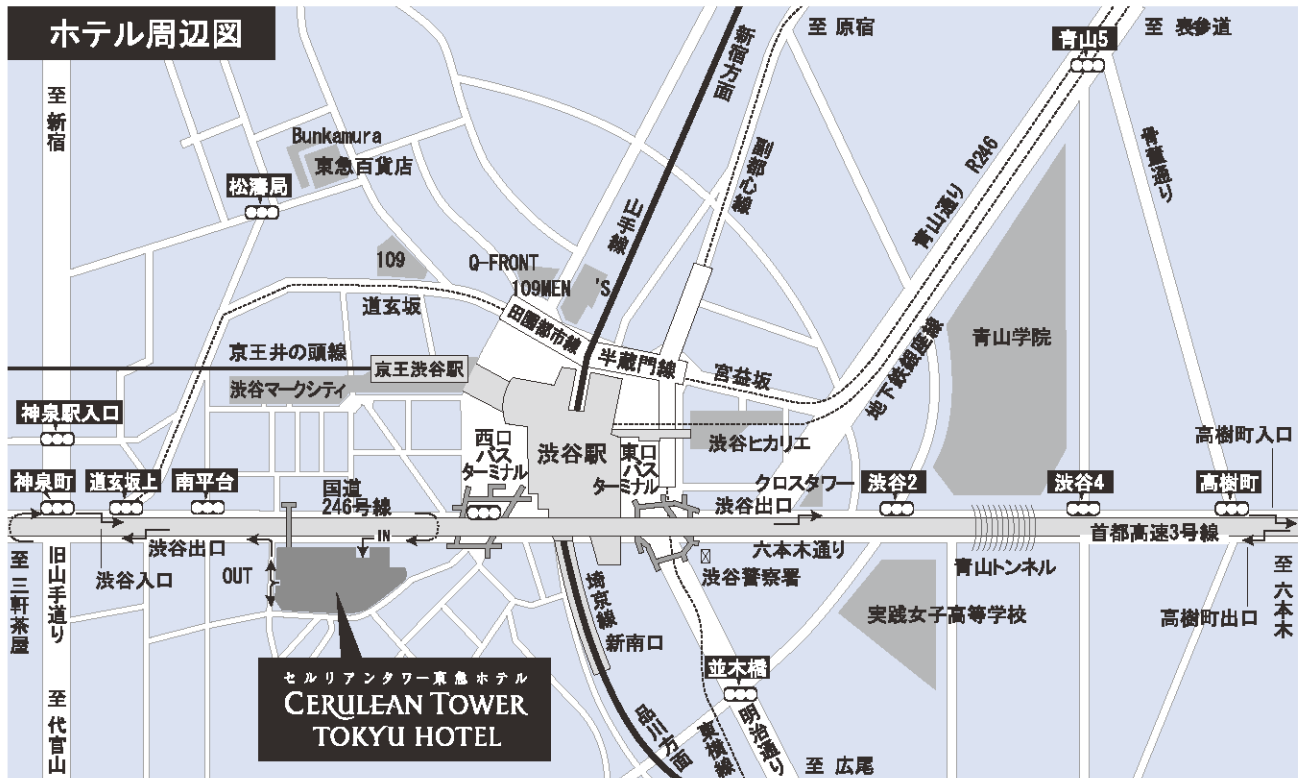 ホテル周辺図
至 原宿
至 表参道
青山5
至 新宿
新宿方面
Bunkamura
東急百貨店
松濤局
副都心線
青山通り R246
骨董通り
山手線
109
Q-FRONT
109MEN'S
道玄坂
田園都市線
半蔵門線
青山学院
京王井の頭線
京王渋谷駅
宮益坂
地下鉄銀座線
渋谷マークシティ
神泉駅入口
西口
バス
ターミナル
渋谷駅
東口
バス
ターミナル
渋谷ヒカリエ
高樹町入口
神泉町
道玄坂上
南平台
国道
246号線
クロスタワー
渋谷出口
渋谷2
渋谷4
高樹町
IN
首都高速3号線
渋谷出口
六本木通り
渋谷入口
OUT
渋谷警察署
青山トンネル
至 三軒茶屋
旧山手通り
埼京線
新南口
実践女子高等学校
高樹町出口
至 六本木
セルリアンタワー東急ホテル
CERULEAN TOWER
TOKYU HOTEL
並木橋
至 代官山
品川方面
東横線
明治通り
至 広尾